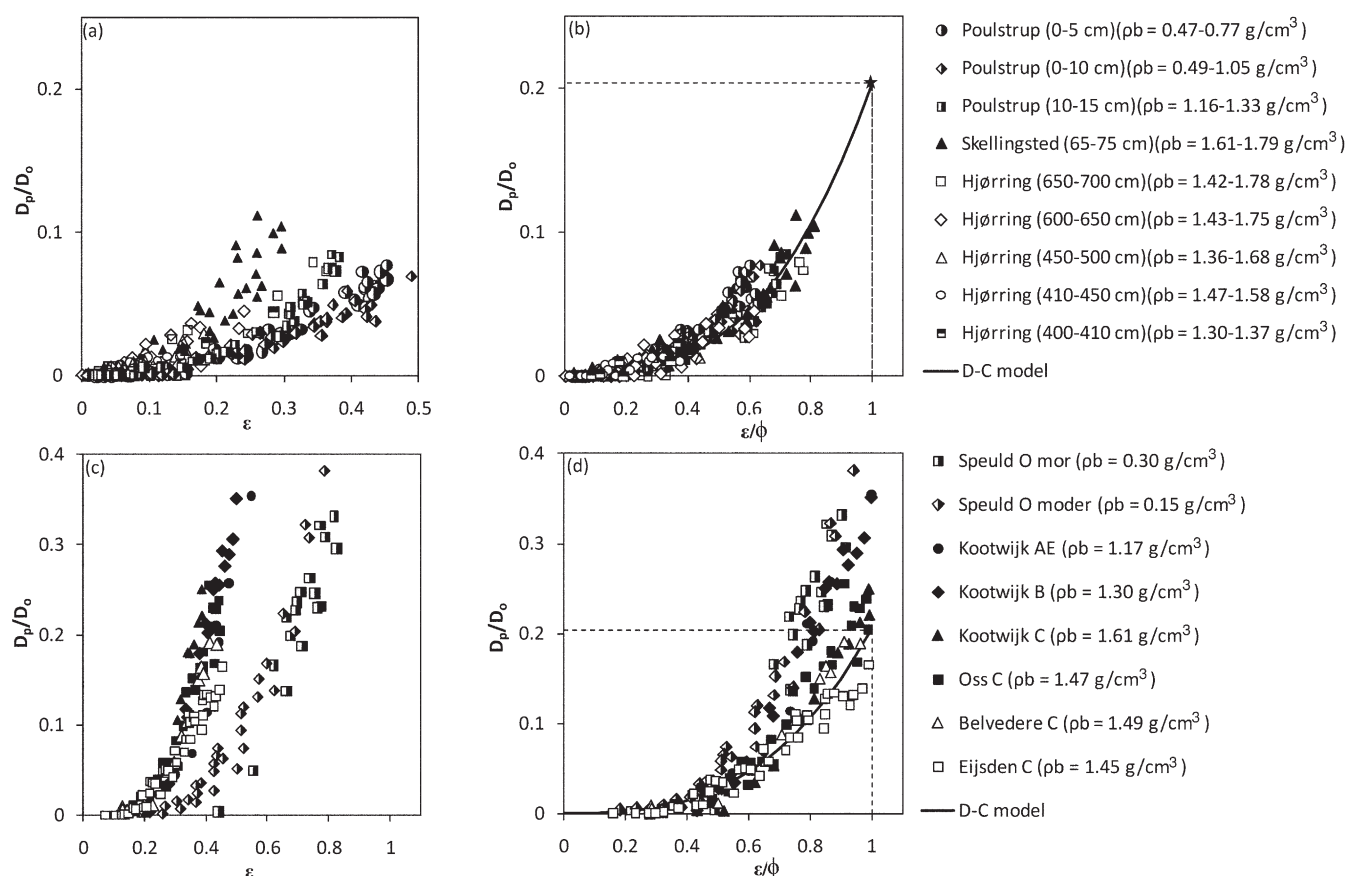 (a)
0.2
0.1
0
Dp/Do
0 0.1 0.2 0.3 0.4 0.5
ε
(b)
0.2
0.1
0
Dp/Do
0 0.2 0.4 0.6 0.8 1
ε/ϕ
Poulstrup (0-5 cm)(ρb = 0.47-0.77 g/cm³)
Poulstrup (0-10 cm)(ρb = 0.49-1.05 g/cm³)
Poulstrup (10-15 cm)(ρb = 1.16-1.33 g/cm³)
Skellingsted (65-75 cm)(ρb = 1.61-1.79 g/cm³)
Hjørring (650-700 cm)(ρb = 1.42-1.78 g/cm³)
Hjørring (600-650 cm)(ρb = 1.43-1.75 g/cm³)
Hjørring (450-500 cm)(ρb = 1.36-1.68 g/cm³)
Hjørring (410-450 cm)(ρb = 1.47-1.58 g/cm³)
Hjørring (400-410 cm)(ρb = 1.30-1.37 g/cm³)
D-C model
(c)
0.4
0.3
0.2
0.1
0
Dp/Do
0 0.2 0.4 0.6 0.8 1
ε
(d)
0.4
0.3
0.2
0.1
0
Dp/Do
0 0.2 0.4 0.6 0.8 1
ε/ϕ
Speuld O mor (ρb = 0.30 g/cm³)
Speuld O moder (ρb = 0.15 g/cm³)
Kootwijk AE (ρb = 1.17 g/cm³)
Kootwijk B (ρb = 1.30 g/cm³)
Kootwijk C (ρb = 1.61 g/cm³)
Oss C (ρb = 1.47 g/cm³)
Belvedere C (ρb = 1.49 g/cm³)
Eijsden C (ρb = 1.45 g/cm³)
D-C model